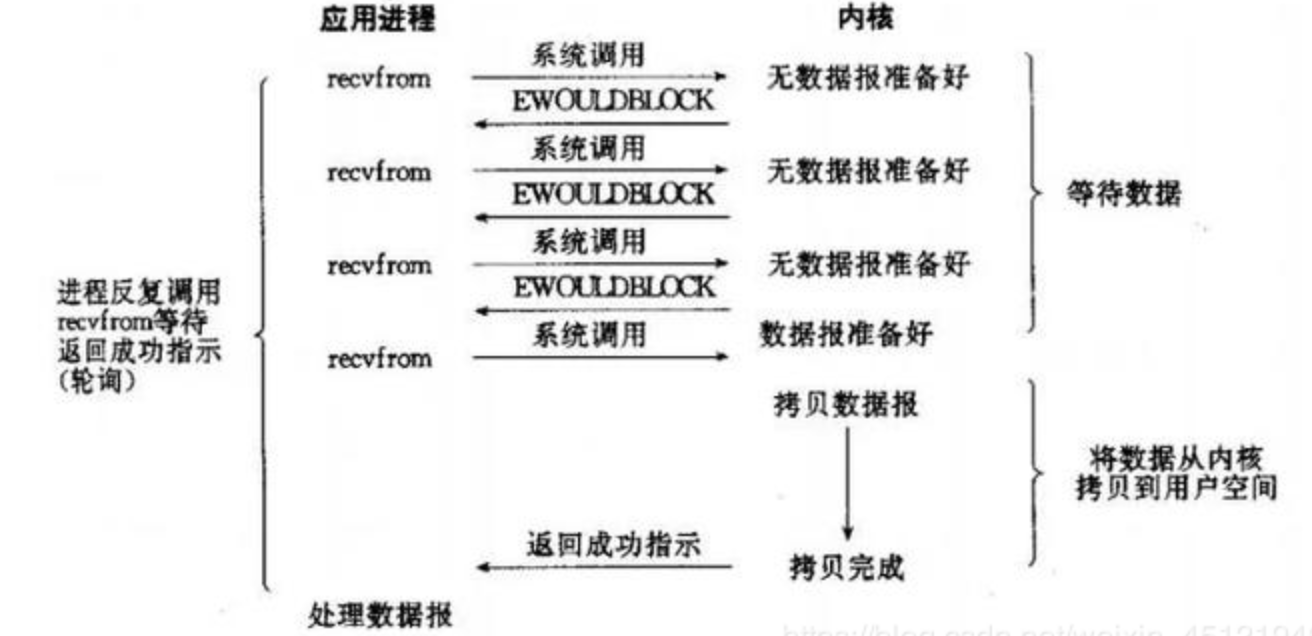 应用进程
内核
系统调用
recvfrom
无数据报准备好
EWOULDBLOCK
系统调用
recvfrom
无数据报准备好
EWOULDBLOCK
等待数据
系统调用
recvfrom
无数据报准备好
EWOULDBLOCK
进程反复调用
recvfrom等待
返回成功指示
(轮询)
系统调用
recvfrom
数据报准备好
拷贝数据报
将数据从内核
拷贝到用户空间
返回成功指示
拷贝完成
处理数据报